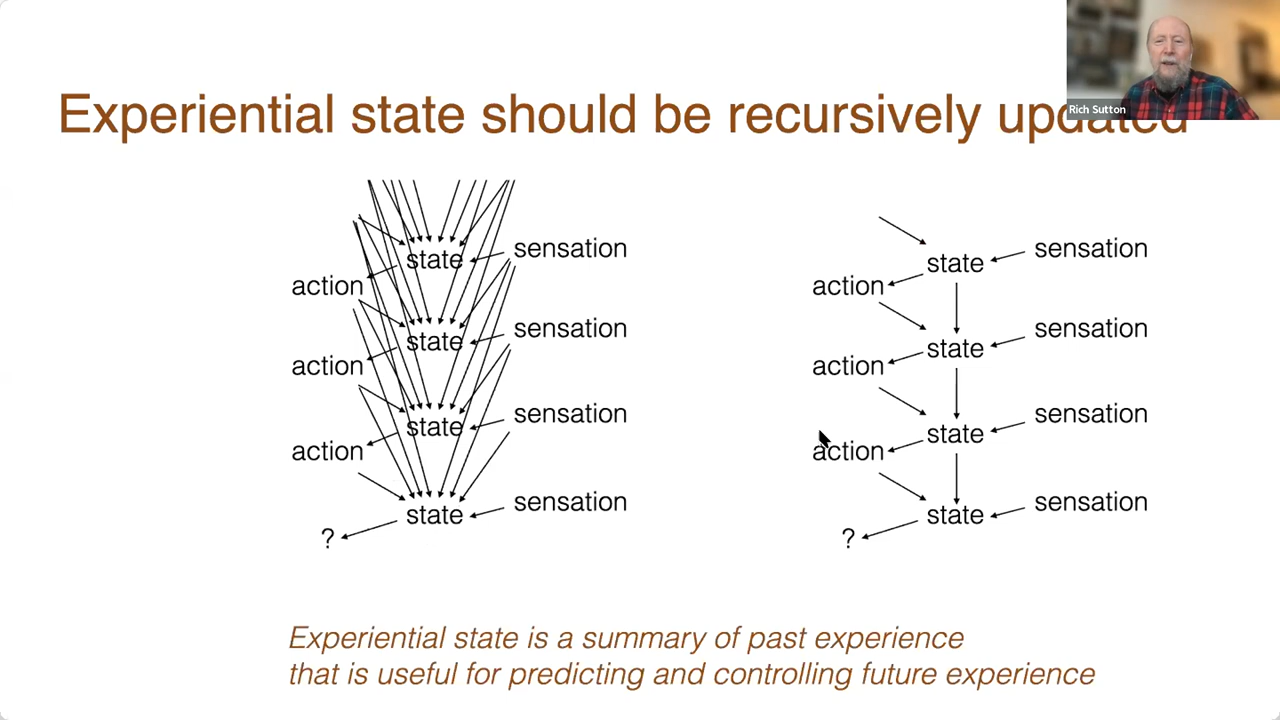 Rich Sutton
Experiential state should be recursively updated
state
sensation
action
state
sensation
action
state
sensation
action
state
sensation
?
state
sensation
action
state
sensation
action
state
sensation
action
state
sensation
?
Experiential state is a summary of past experience
that is useful for predicting and controlling future experience